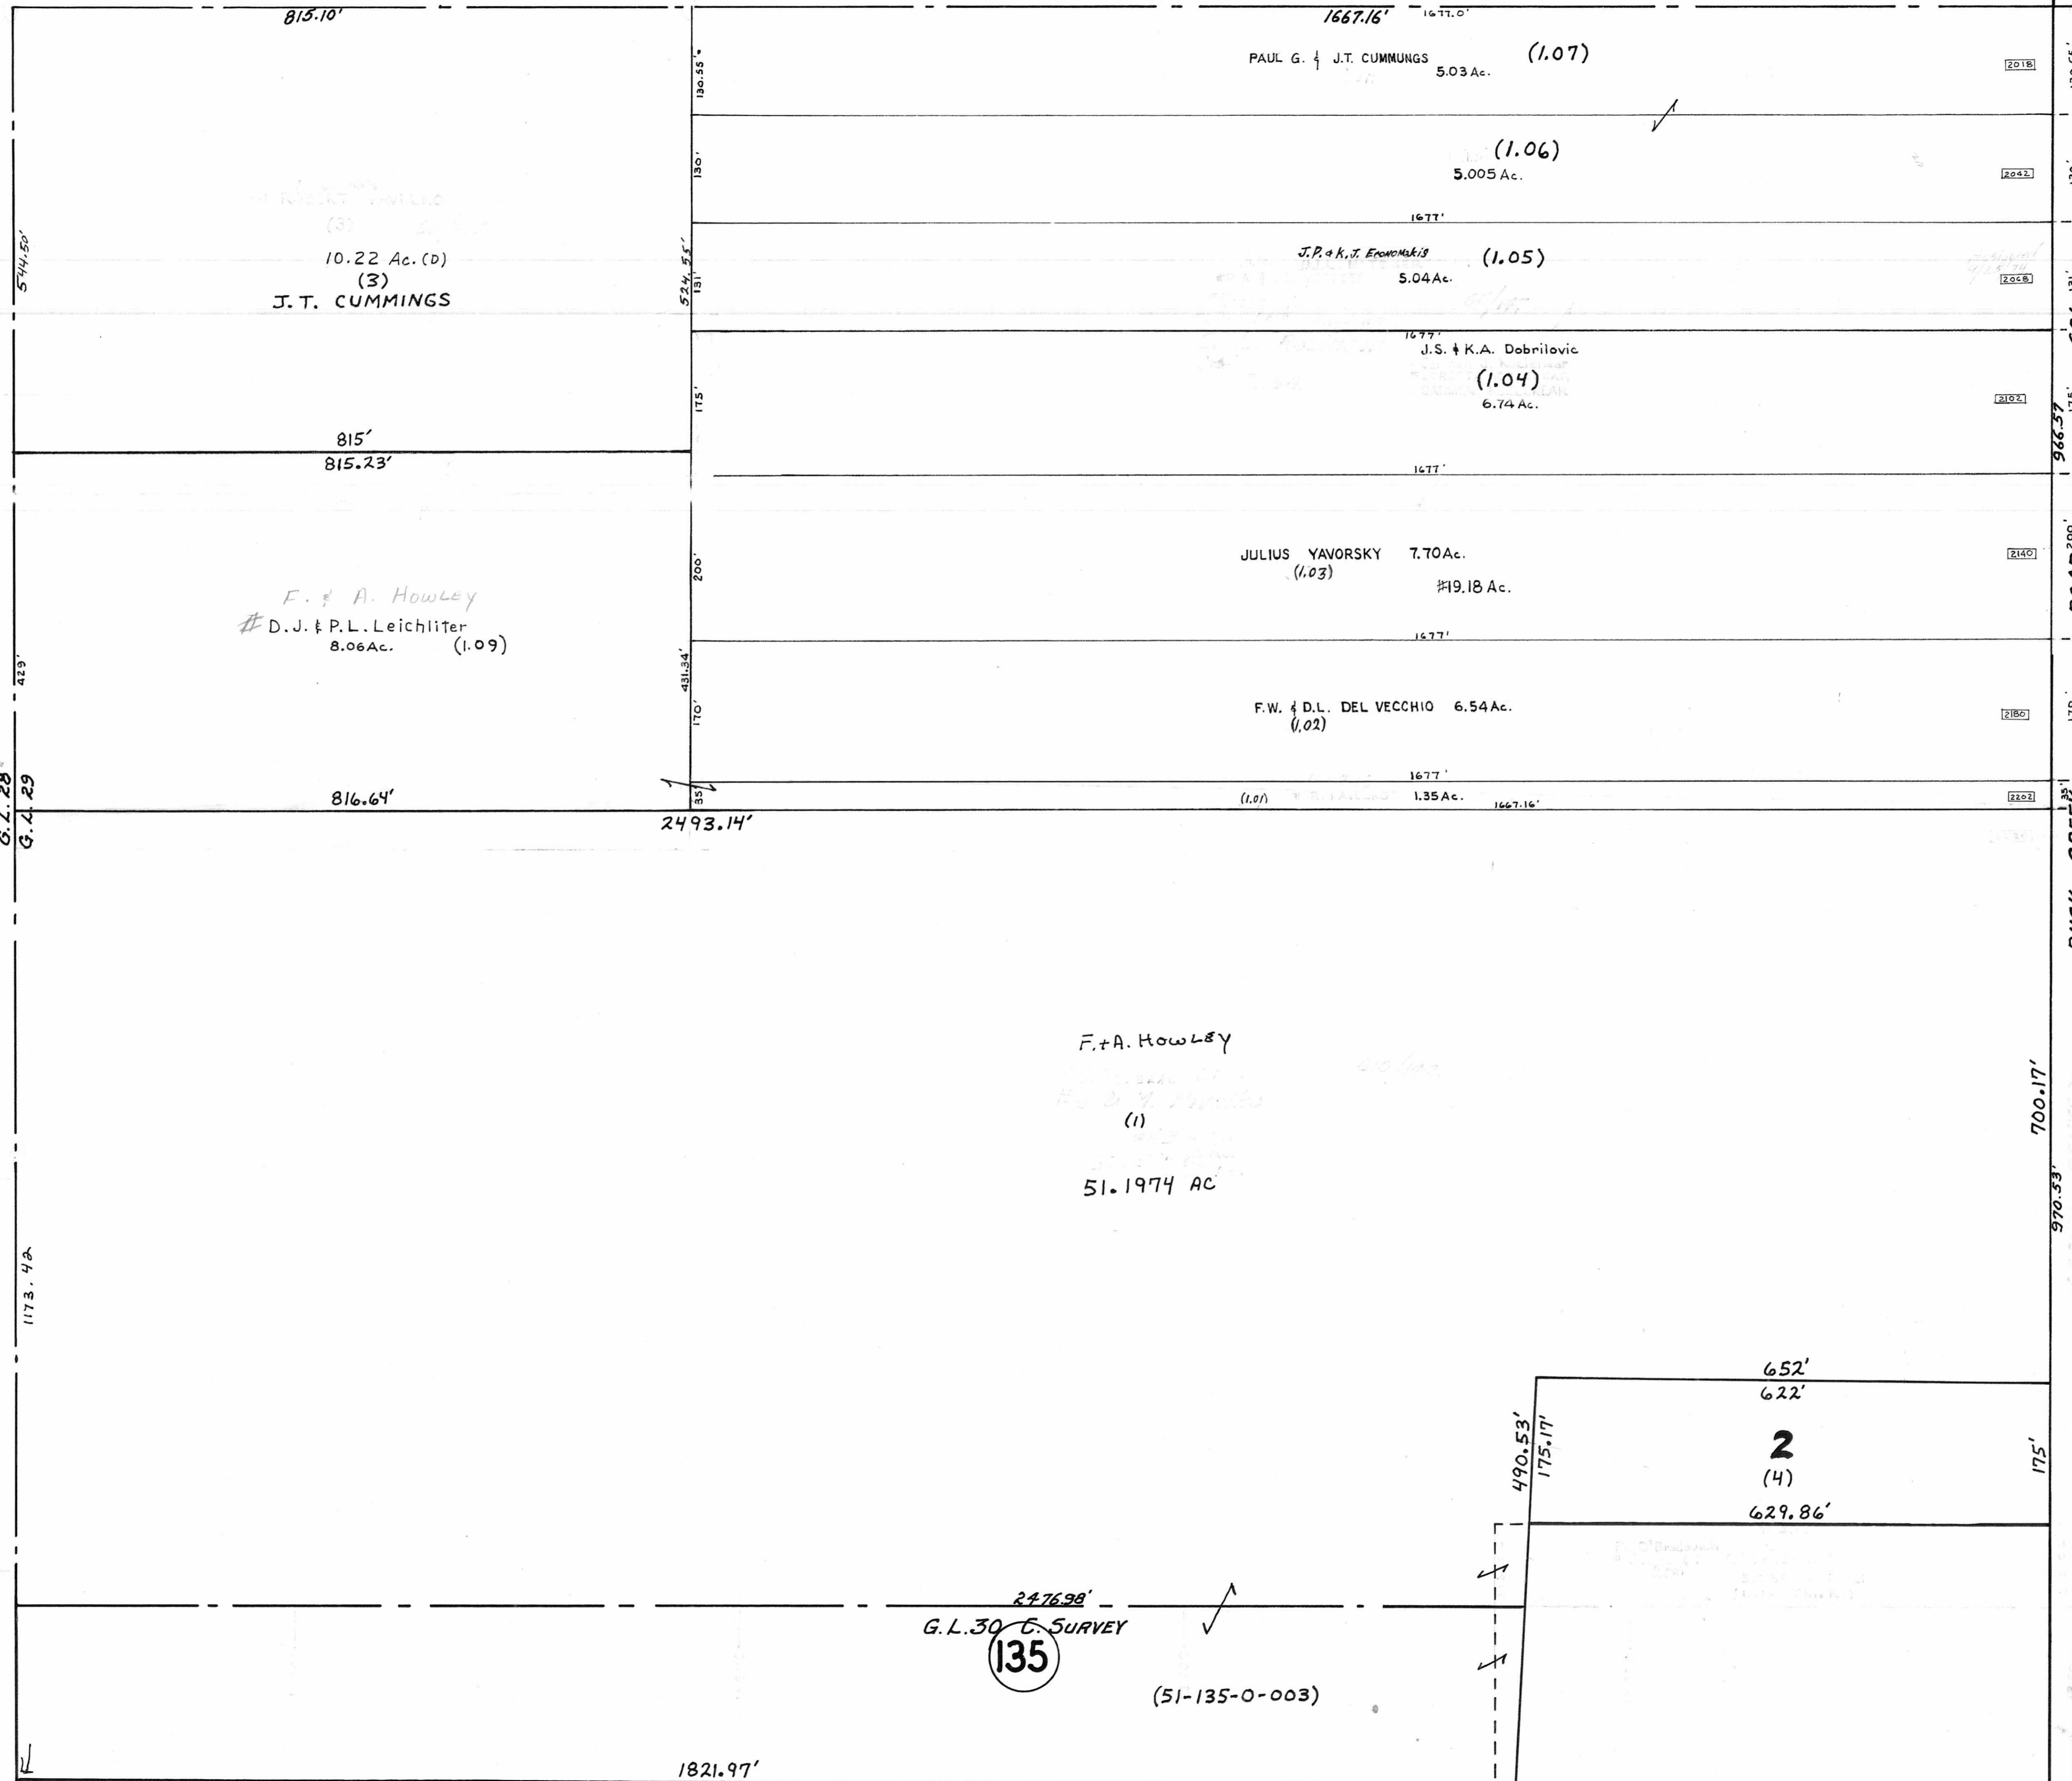 815.10'
1667.16'
1677.0'
PAUL G. & J.T. CUMMUNGS
5.03 Ac.
(1.07)
2018
130.55'
544.50'
10.22 Ac. (D)
(3)
J.T. CUMMINGS
815'
815.23'
(1.06)
5.005 Ac.
2042
130'
1677'
J.P. & K.J. Economakis
(1.05)
5.04 Ac.
2068
524.55'
131'
1677'
J.S. & K.A. Dobrilovic
(1.04)
6.74 Ac.
2102
175'
966.57
175'
1677'
JULIUS YAVORSKY 7.70 Ac.
(1.03)
#19.18 Ac.
2140
200'
200'
1677'
F. & A. HOWLEY
# D.J. & P.L. Leichliter
8.06 Ac. (1.09)
429'
431.34'
170'
F.W. & D.L. DEL VECCHIO 6.54 Ac.
(1.02)
2180
1677'
G.L. 28
G.L. 29
816.64'
35'
(1.01)
1.35 Ac.
1667.16'
2202
35'
2493.14'
F. + A. HOWLEY
(1)
51.1974 AC
700.17'
970.53'
1173.42
652'
622'
490.53'
175.17'
2
(4)
175'
629.86'
2476.98'
G.L. 30 C. SURVEY
135
(51-135-0-003)
1821.97'